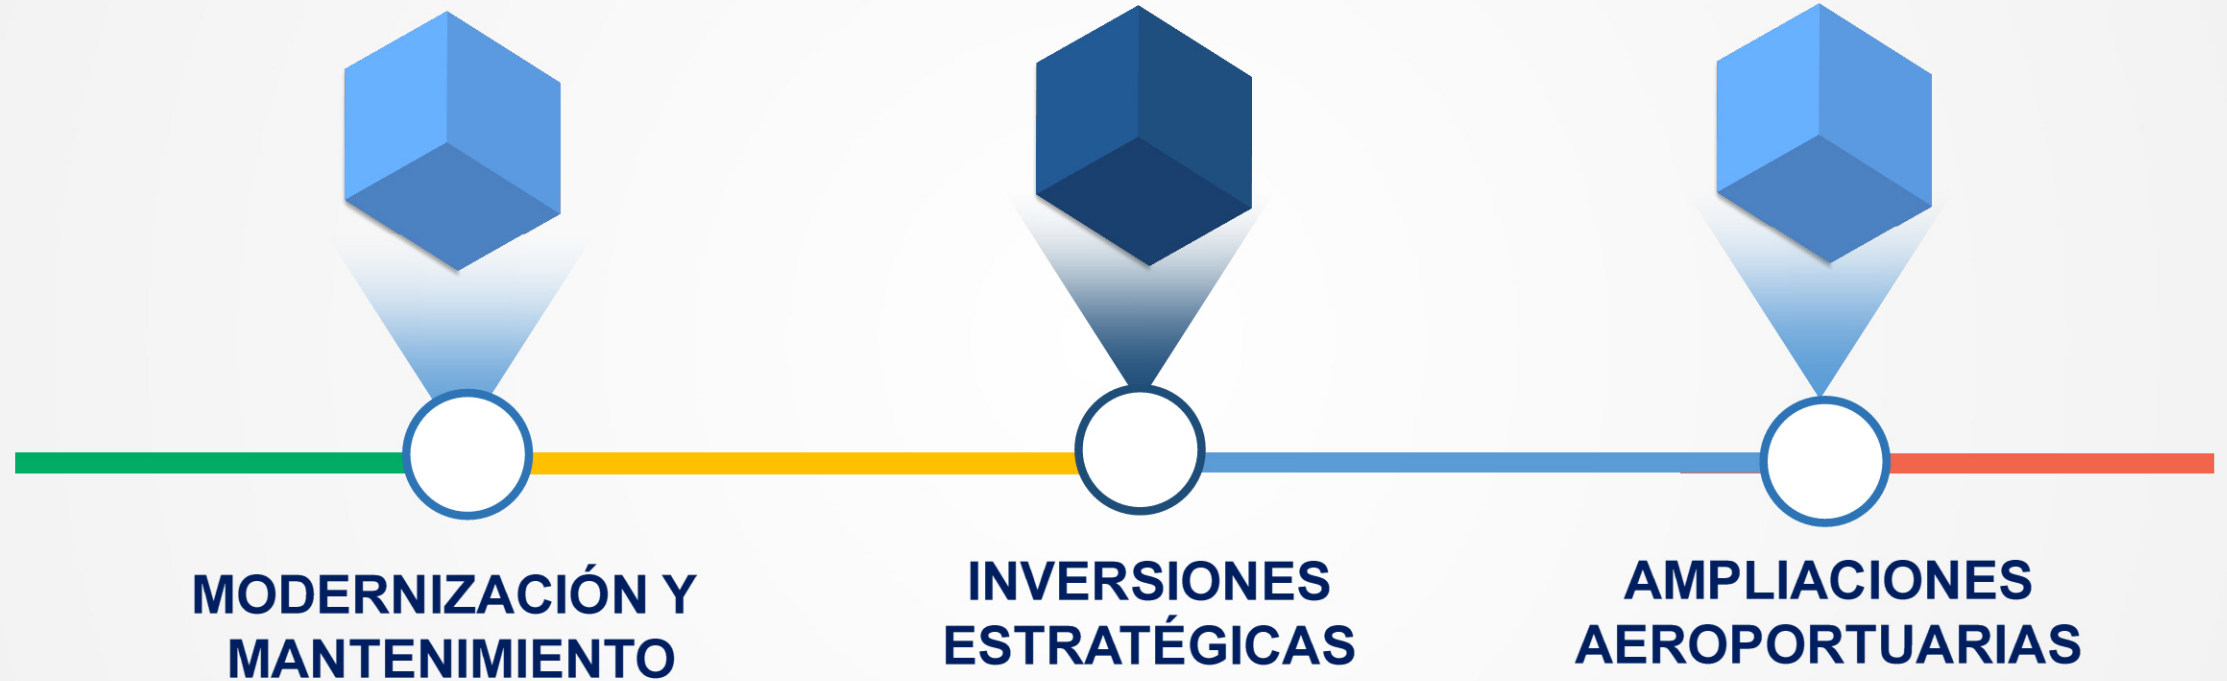 MODERNIZACIÓN Y
MANTENIMIENTO
INVERSIONES
ESTRATÉGICAS
AMPLIACIONES
AEROPORTUARIAS